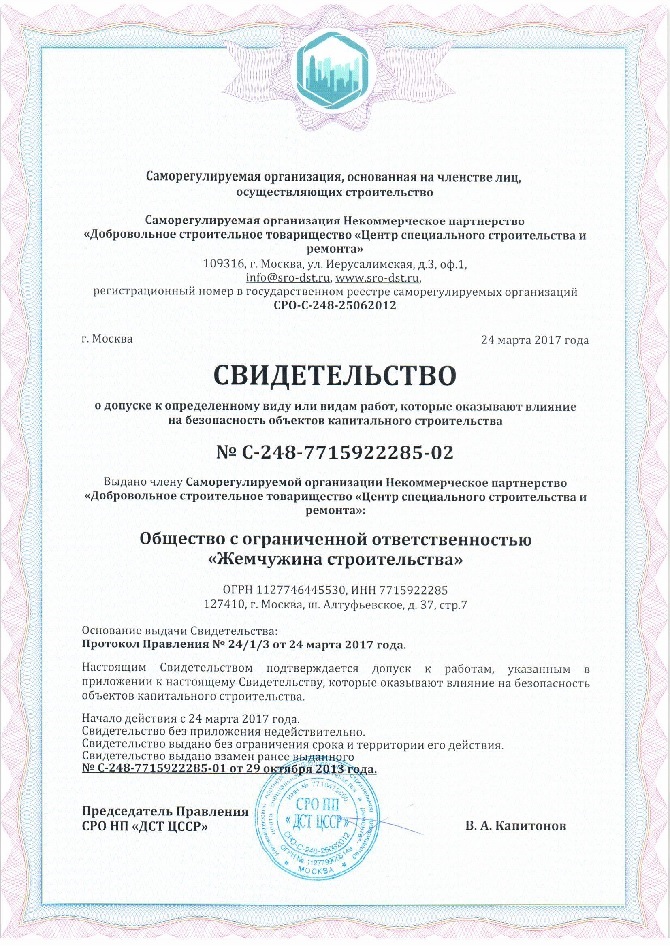 Саморегулируемая организация, основанная на членстве лиц,
осуществляющих строительство
Саморегулируемая организация Некоммерческое партнерство
«Добровольное строительное товарищество «Центр специального строительства и
ремонта»
109316, г. Москва, ул. Иерусалимская, д.3, оф.1,
info@sro-dst.ru, www.sro-dst.ru,
регистрационный номер в государственном реестре саморегулируемых организаций
СРО-С-248-25062012
г. Москва 24 марта 2017 года
СВИДЕТЕЛЬСТВО
о допуске к определенному виду или видам работ, которые оказывают влияние
на безопасность объектов капитального строительства
№ С-248-7715922285-02
Выдано члену Саморегулируемой организации Некоммерческое партнерство
«Добровольное строительное товарищество «Центр специального строительства и
ремонта»:
Общество с ограниченной ответственностью
«Жемчужина строительства»
ОГРН 1127746445530, ИНН 7715922285
127410, г. Москва, ш. Алтуфьевское, д. 37, стр.7
Основание выдачи Свидетельства:
Протокол Правления № 24/1/3 от 24 марта 2017 года.
Настоящим Свидетельством подтверждается допуск к работам, указанным в
приложении к настоящему Свидетельству, которые оказывают влияние на безопасность
объектов капитального строительства.
Начало действия с 24 марта 2017 года.
Свидетельство без приложения недействительно.
Свидетельство выдано без ограничения срока и территории его действия.
Свидетельство выдано взамен ранее выданного
№ С-248-7715922285-01 от 29 октября 2013 года.
Председатель Правления
СРО НП «ДСТ ЦССР»
В. А. Капитонов
СРО НП
"ДСТ ЦССР"
СРО-С-248-25062012
МОСКВА